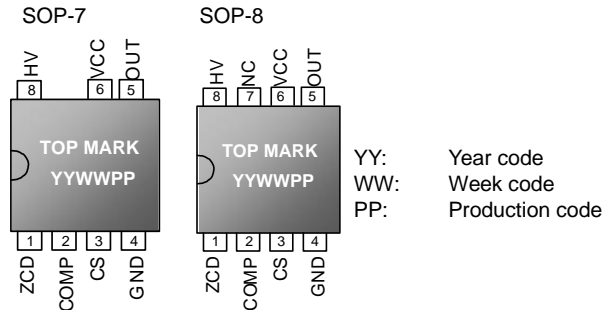 SOP-7
SOP-8
HV VCC OUT
8 6 5
TOP MARK
YYWWPP
1 2 3 4
ZCD COMP CS GND
HV NC VCC OUT
8 7 6 5
TOP MARK
YYWWPP
1 2 3 4
ZCD COMP CS GND
YY: Year code
WW: Week code
PP: Production code